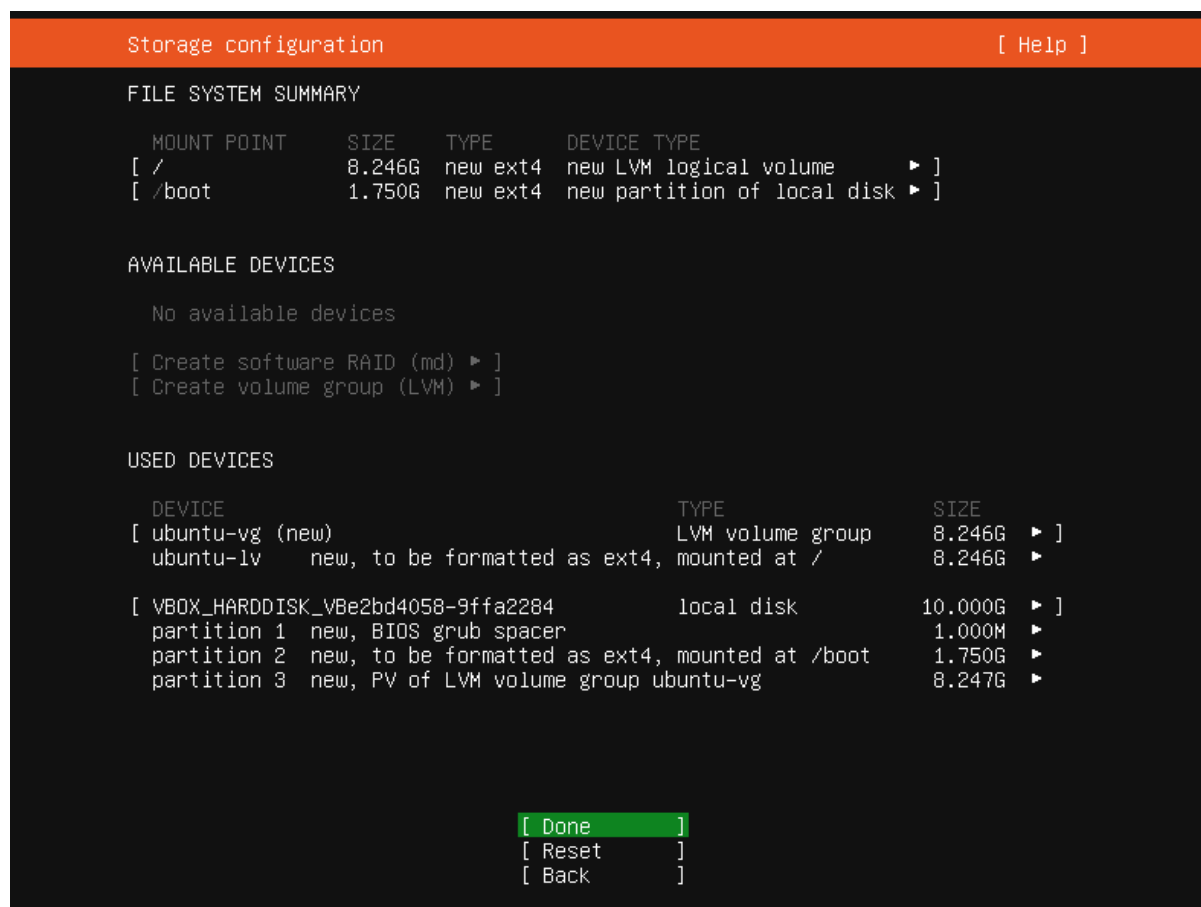 Storage configuration [ Help ]
FILE SYSTEM SUMMARY
MOUNT POINT SIZE TYPE DEVICE TYPE
[ / 8.246G new ext4 new LVM logical volume ▸ ]
[ /boot 1.750G new ext4 new partition of local disk ▸ ]
AVAILABLE DEVICES
No available devices
[ Create software RAID (md) ▸ ]
[ Create volume group (LVM) ▸ ]
USED DEVICES
DEVICE TYPE SIZE
[ ubuntu-vg (new) LVM volume group 8.246G ▸ ]
ubuntu-lv new, to be formatted as ext4, mounted at / 8.246G ▸
[ VBOX_HARDDISK_VBe2bd4058-9ffa2284 local disk 10.000G ▸ ]
partition 1 new, BIOS grub spacer 1.000M ▸
partition 2 new, to be formatted as ext4, mounted at /boot 1.750G ▸
partition 3 new, PV of LVM volume group ubuntu-vg 8.247G ▸
[ Done ]
[ Reset ]
[ Back ]